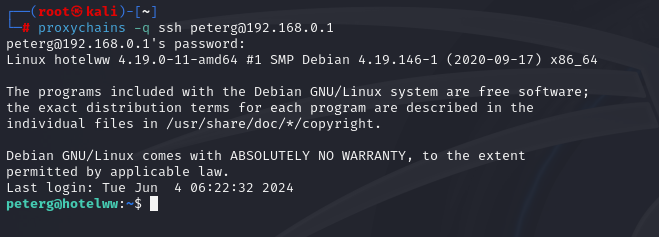 ┌──(root㉿kali)-[~]
└─# proxychains -q ssh peterg@192.168.0.1
peterg@192.168.0.1's password:
Linux hotelww 4.19.0-11-amd64 #1 SMP Debian 4.19.146-1 (2020-09-17) x86_64
The programs included with the Debian GNU/Linux system are free software;
the exact distribution terms for each program are described in the
individual files in /usr/share/doc/*/copyright.
Debian GNU/Linux comes with ABSOLUTELY NO WARRANTY, to the extent
permitted by applicable law.
Last login: Tue Jun  4 06:22:32 2024
peterg@hotelww:~$